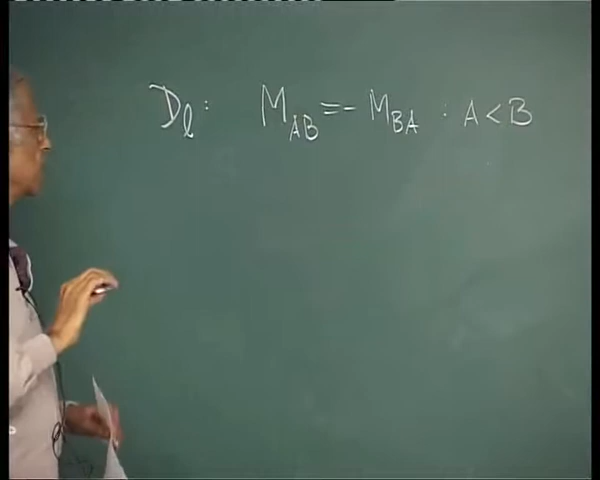 D_l : M_AB = - M_BA : A < B